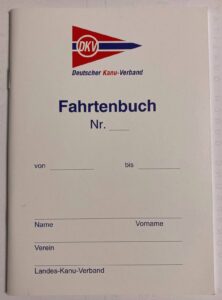 DKV
Deutscher Kanu-Verband
Fahrtenbuch
Nr.
von bis
Name Vorname
Verein
Landes-Kanu-Verband